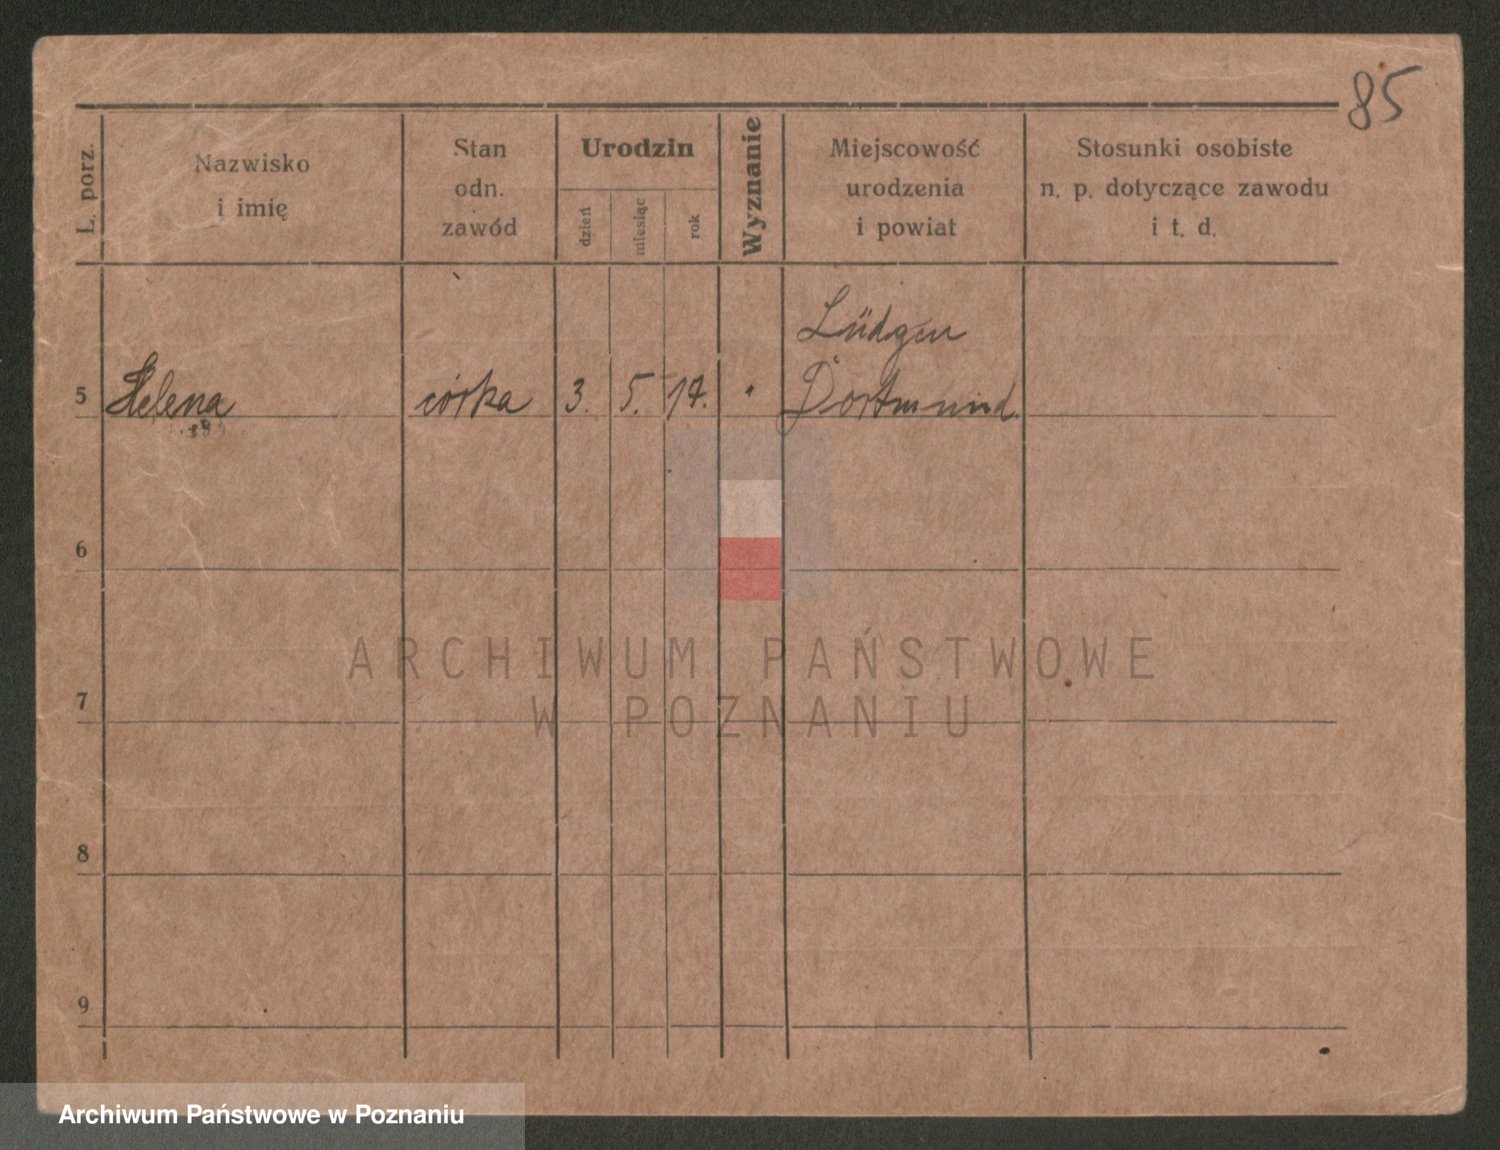 85
L. porz.
Nazwisko
i imię
Stan
odn.
zawód
Urodzin
dzień
miesiąc
rok
Wyznanie
Miejscowość
urodzenia
i powiat
Stosunki osobiste
n. p. dotyczące zawodu
i t. d.
Lüdgen
5 Helena córka 3. 5. 17. " Dortmund.
6
7
8
9
ARCHIWUM PAŃSTWOWE
W POZNANIU
Archiwum Państwowe w Poznaniu